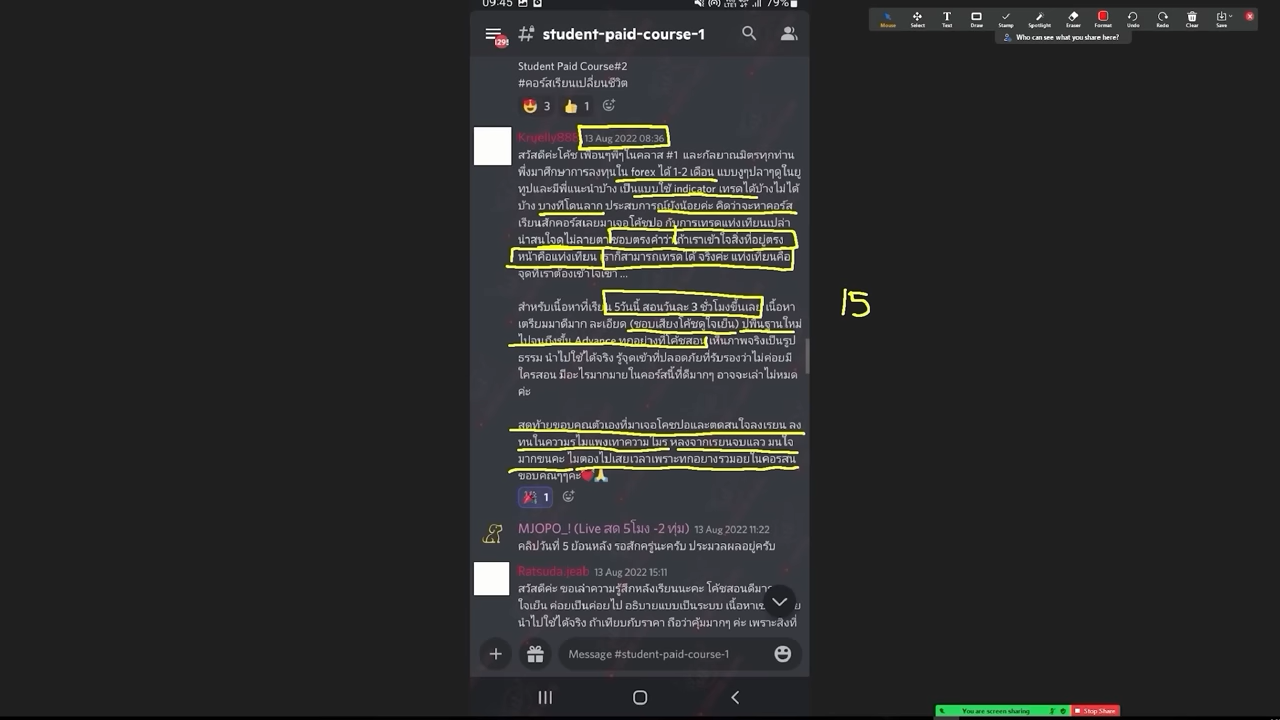 09:45
79%
Mouse Select Text Draw Stamp Spotlight Eraser Format Undo Redo Clear Save
Who can see what you share here?
student-paid-course-1
Student Paid Course#2
#คอร์สเรียนเปลี่ยนชีวิต
3 1
13 Aug 2022 08:36
สวัสดีค่ะโค้ช เพื่อนๆพี่ๆในคลาส #1 และกัลยาณมิตรทุกท่าน
พึ่งมาศึกษาการลงทุนใน forex ได้ 1-2 เดือน แบบงูๆปลาๆดูในยู
ทูปและมีพี่แนะนำบ้าง เป็นแบบใช้ indicator เทรดได้บ้างไม่ได้
บ้าง บางทีโดนลาก ประสบการณ์ยังน้อยค่ะ คิดว่าจะหาคอร์ส
เรียนสักคอร์สเลยมาเจอโค้ชปอ กับการเทรดแท่งเทียนเปล่า
น่าสนใจดี ไม่ลายตา ชอบตรงคำว่า ถ้าเราเข้าใจสิ่งที่อยู่ตรง
หน้าคือแท่งเทียน เราก็สามารถเทรดได้ จริงค่ะ แท่งเทียนคือ
จุดที่เราต้องเข้าใจเขา ...
สำหรับเนื้อหาที่เรียน 5วันนี้ สอนวันละ 3 ชั่วโมงขึ้นเลย เนื้อหา
เตรียมมาดีมาก ละเอียด (ชอบเสียงโค้ชดูใจเย็น) ปูพื้นฐานใหม่
ไปจนถึงขั้น Advance ทุกอย่างที่โค้ชสอน เห็นภาพจริงเป็นรูป
ธรรม นำไปใช้ได้จริง รู้จุดเข้าที่ปลอดภัยที่รับรองว่าไม่ค่อยมี
ใครสอน มีอะไรมากมายในคอร์สนี้ที่ดีมากๆ อาจจะเล่าไม่หมด
ค่ะ
สุดท้ายขอบคุณตัวเองที่มาเจอโค้ชปอและตัดสินใจลงเรียน ลง
ทุนในความรู้ไม่แพงเท่าความไม่รู้ หลังจากเรียนจบแล้ว มั่นใจ
มากขึ้นค่ะ ไม่ต้องไปเสียเวลาเพราะทุกอย่างรวมอยู่ในคอร์สนี้
ขอบคุณๆๆค่ะ
1
MJOPO_! (Live สด 5โมง -2 ทุ่ม) 13 Aug 2022 11:22
คลิปวันที่ 5 ย้อนหลัง รอสักครู่นะครับ ประมวลผลอยู่ครับ
Ratsuda.jeab 13 Aug 2022 15:11
สวัสดีค่ะ ขอเล่าความรู้สึกหลังเรียนนะคะ โค้ชสอนดีมาก
ใจเย็น ค่อยเป็นค่อยไป อธิบายแบบเป็นระบบ
นำไปใช้ได้จริง ถ้าเทียบกับราคา ถือว่าคุ้มมากๆ ค่ะ เพราะสิ่งที่
Message #student-paid-course-1
15
You are screen sharing
Stop Share